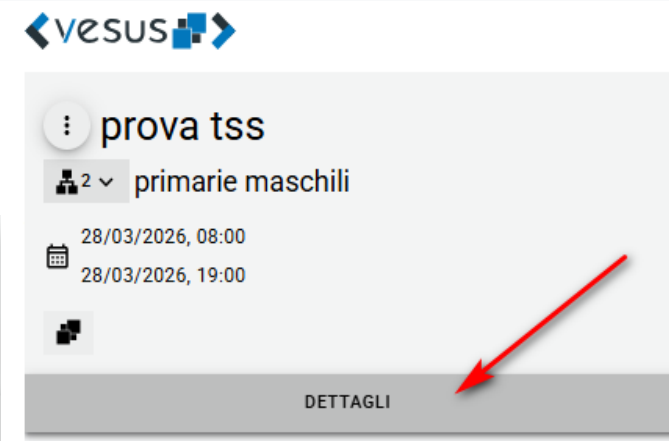 vesus
prova tss
2 primarie maschili
28/03/2026, 08:00
28/03/2026, 19:00
DETTAGLI